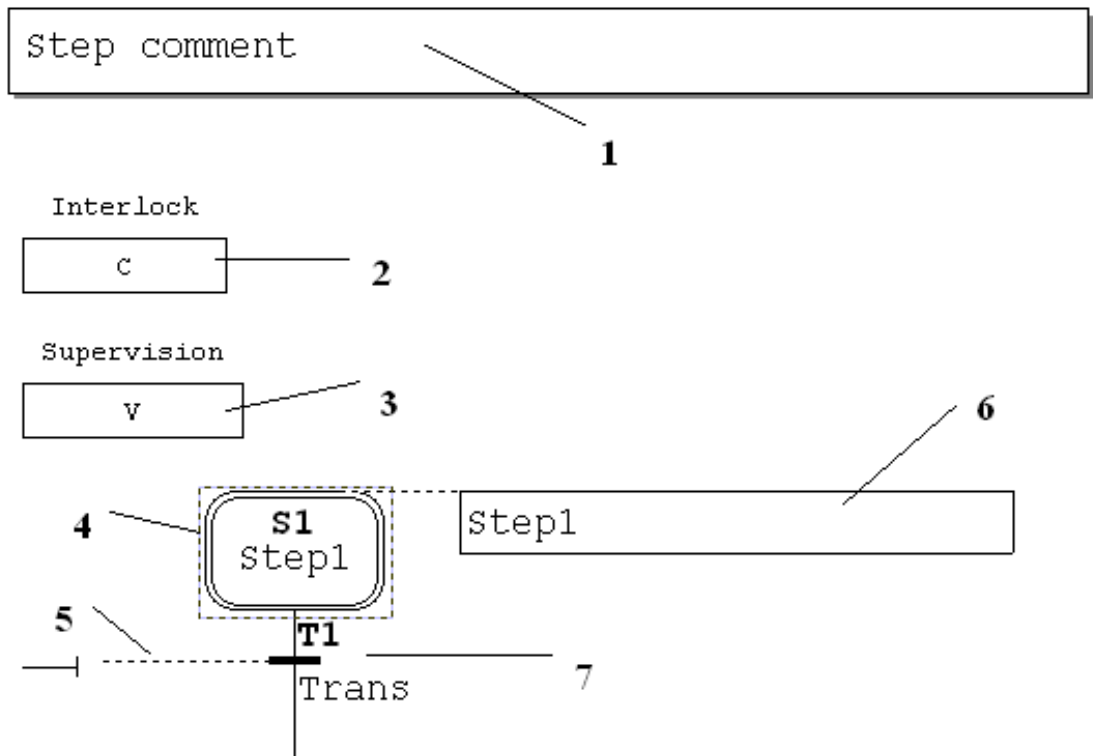 Step comment
1
Interlock
C
2
Supervision
V
3
6
4
S1
Step1
Step1
5
T1
7
Trans